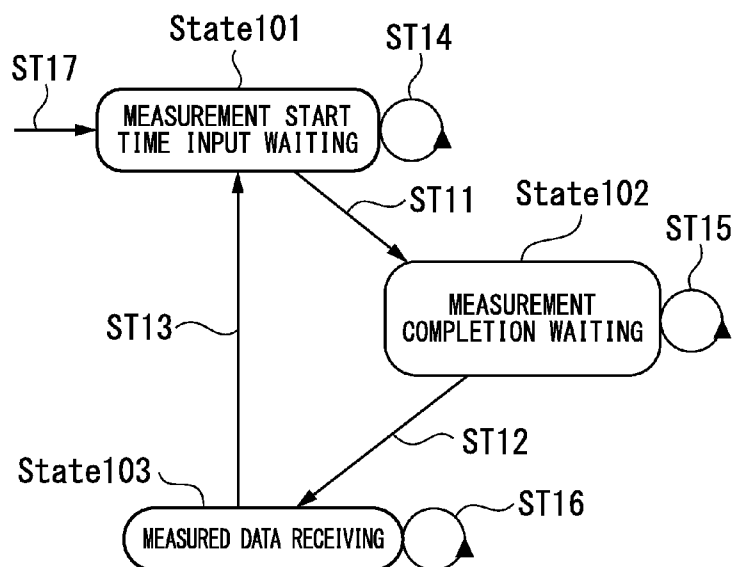 State101
ST14
ST17
MEASUREMENT START
TIME INPUT WAITING
ST11
State102
ST15
MEASUREMENT
COMPLETION WAITING
ST13
ST12
State103
ST16
MEASURED DATA RECEIVING